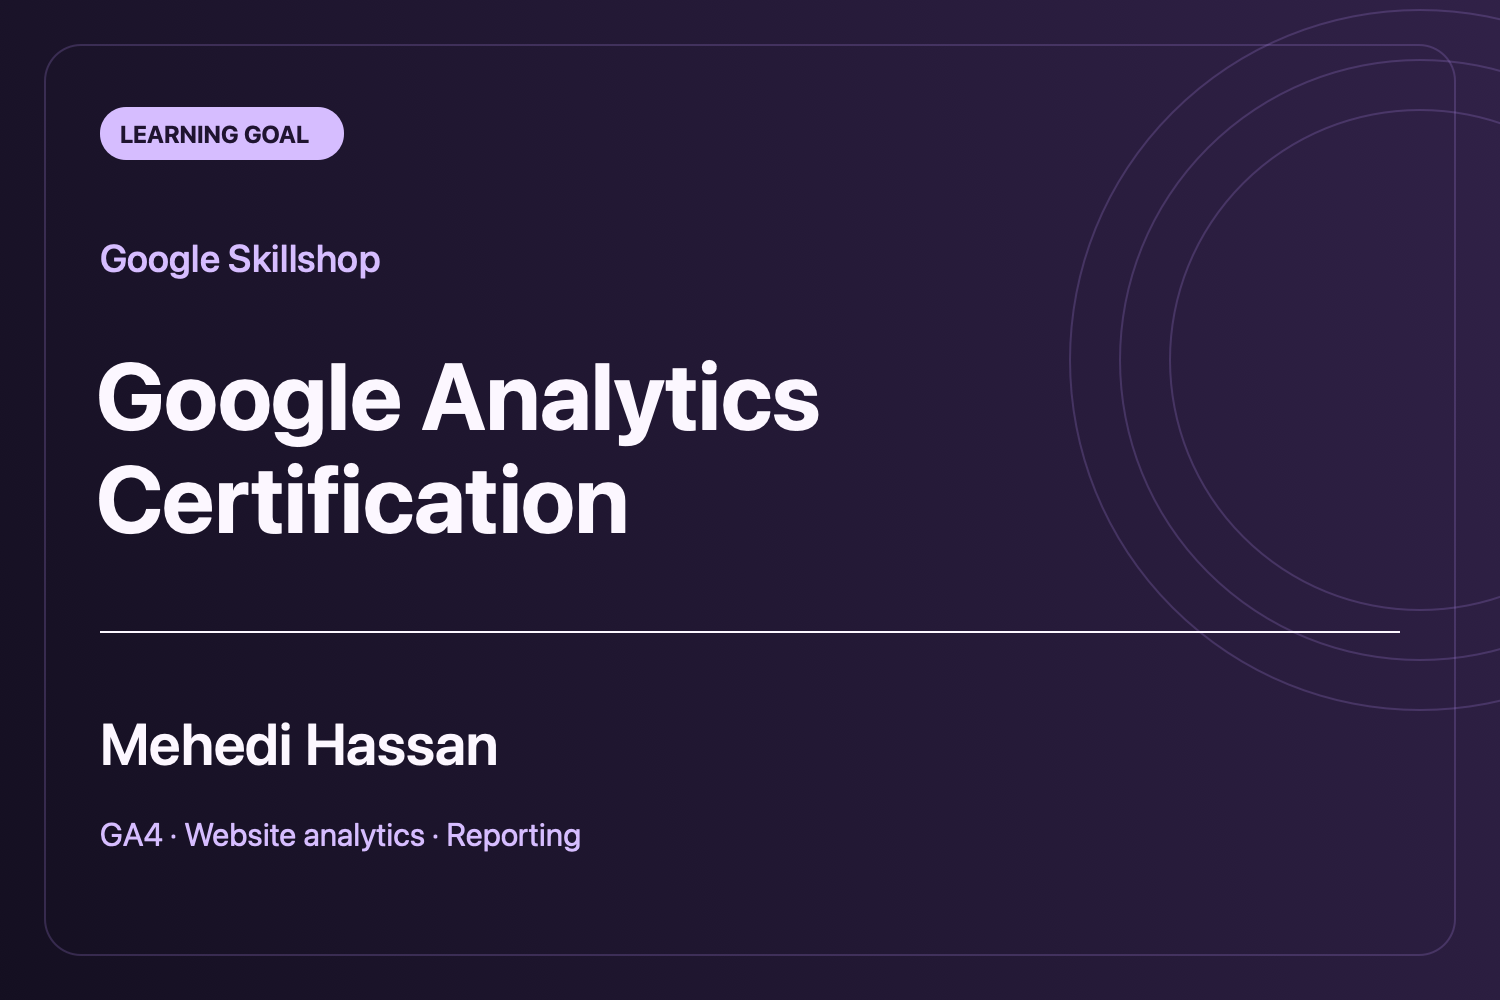 LEARNING GOAL
Google Skillshop
Google Analytics
Certification
Mehedi Hassan
GA4 · Website analytics · Reporting